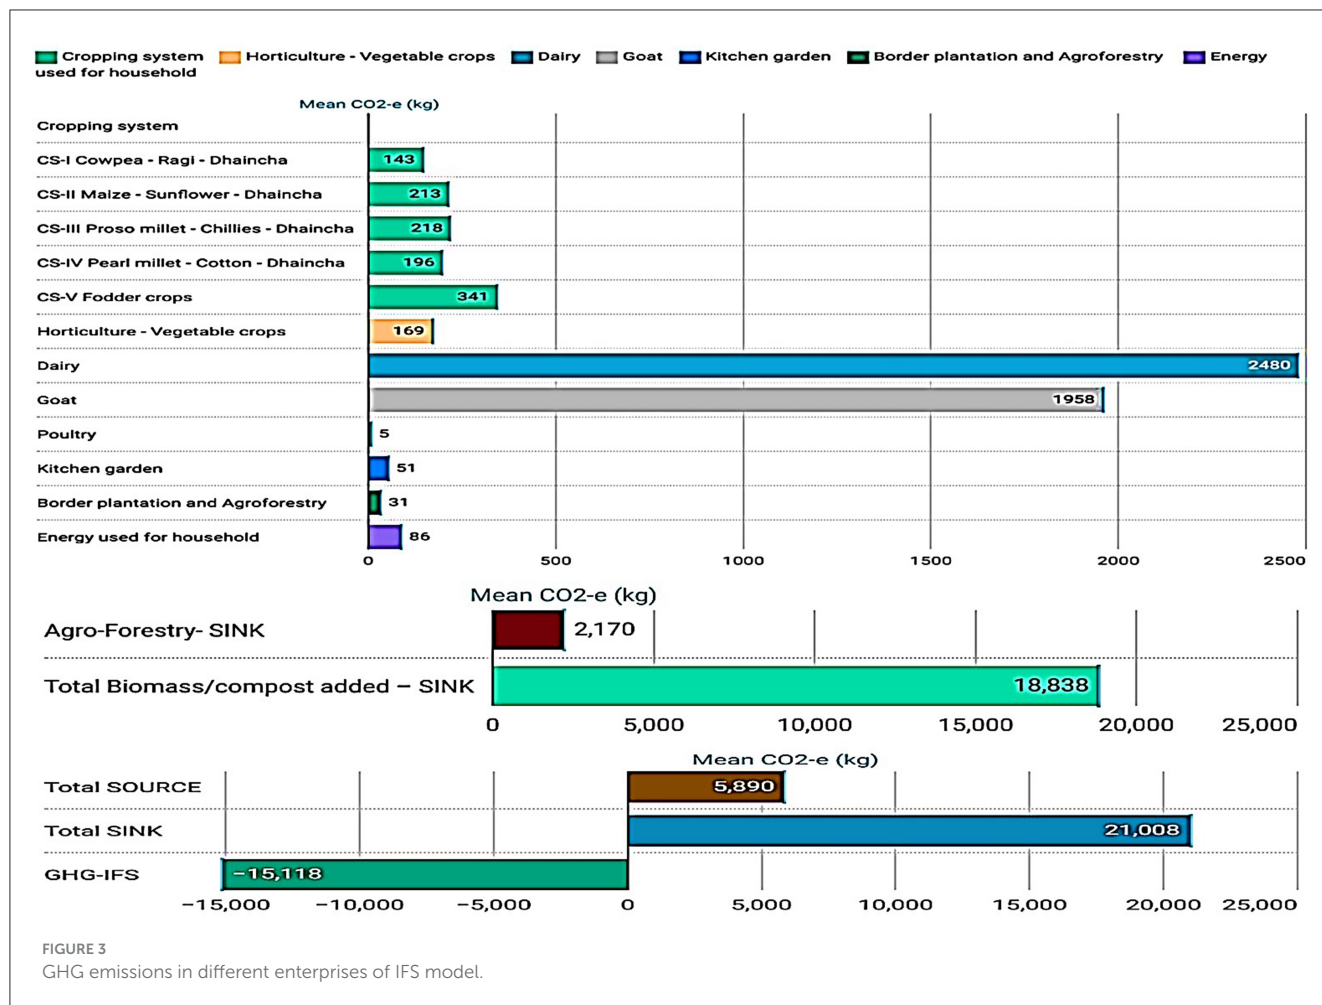 Cropping system used for household Horticulture - Vegetable crops Dairy Goat Kitchen garden Border plantation and Agroforestry Energy
Mean CO2-e (kg)
Cropping system
CS-I Cowpea - Ragi - Dhaincha 143
CS-II Maize - Sunflower - Dhaincha 213
CS-III Proso millet - Chillies - Dhaincha 218
CS-IV Pearl millet - Cotton - Dhaincha 196
CS-V Fodder crops 341
Horticulture - Vegetable crops 169
Dairy 2480
Goat 1958
Poultry 5
Kitchen garden 51
Border plantation and Agroforestry 31
Energy used for household 86
0 500 1000 1500 2000 2500
Mean CO2-e (kg)
Agro-Forestry- SINK 2,170
Total Biomass/compost added – SINK 18,838
0 5,000 10,000 15,000 20,000 25,000
Mean CO2-e (kg)
Total SOURCE 5,890
Total SINK 21,008
GHG-IFS −15,118
−15,000 −10,000 −5,000 0 5,000 10,000 15,000 20,000 25,000
FIGURE 3
GHG emissions in different enterprises of IFS model.